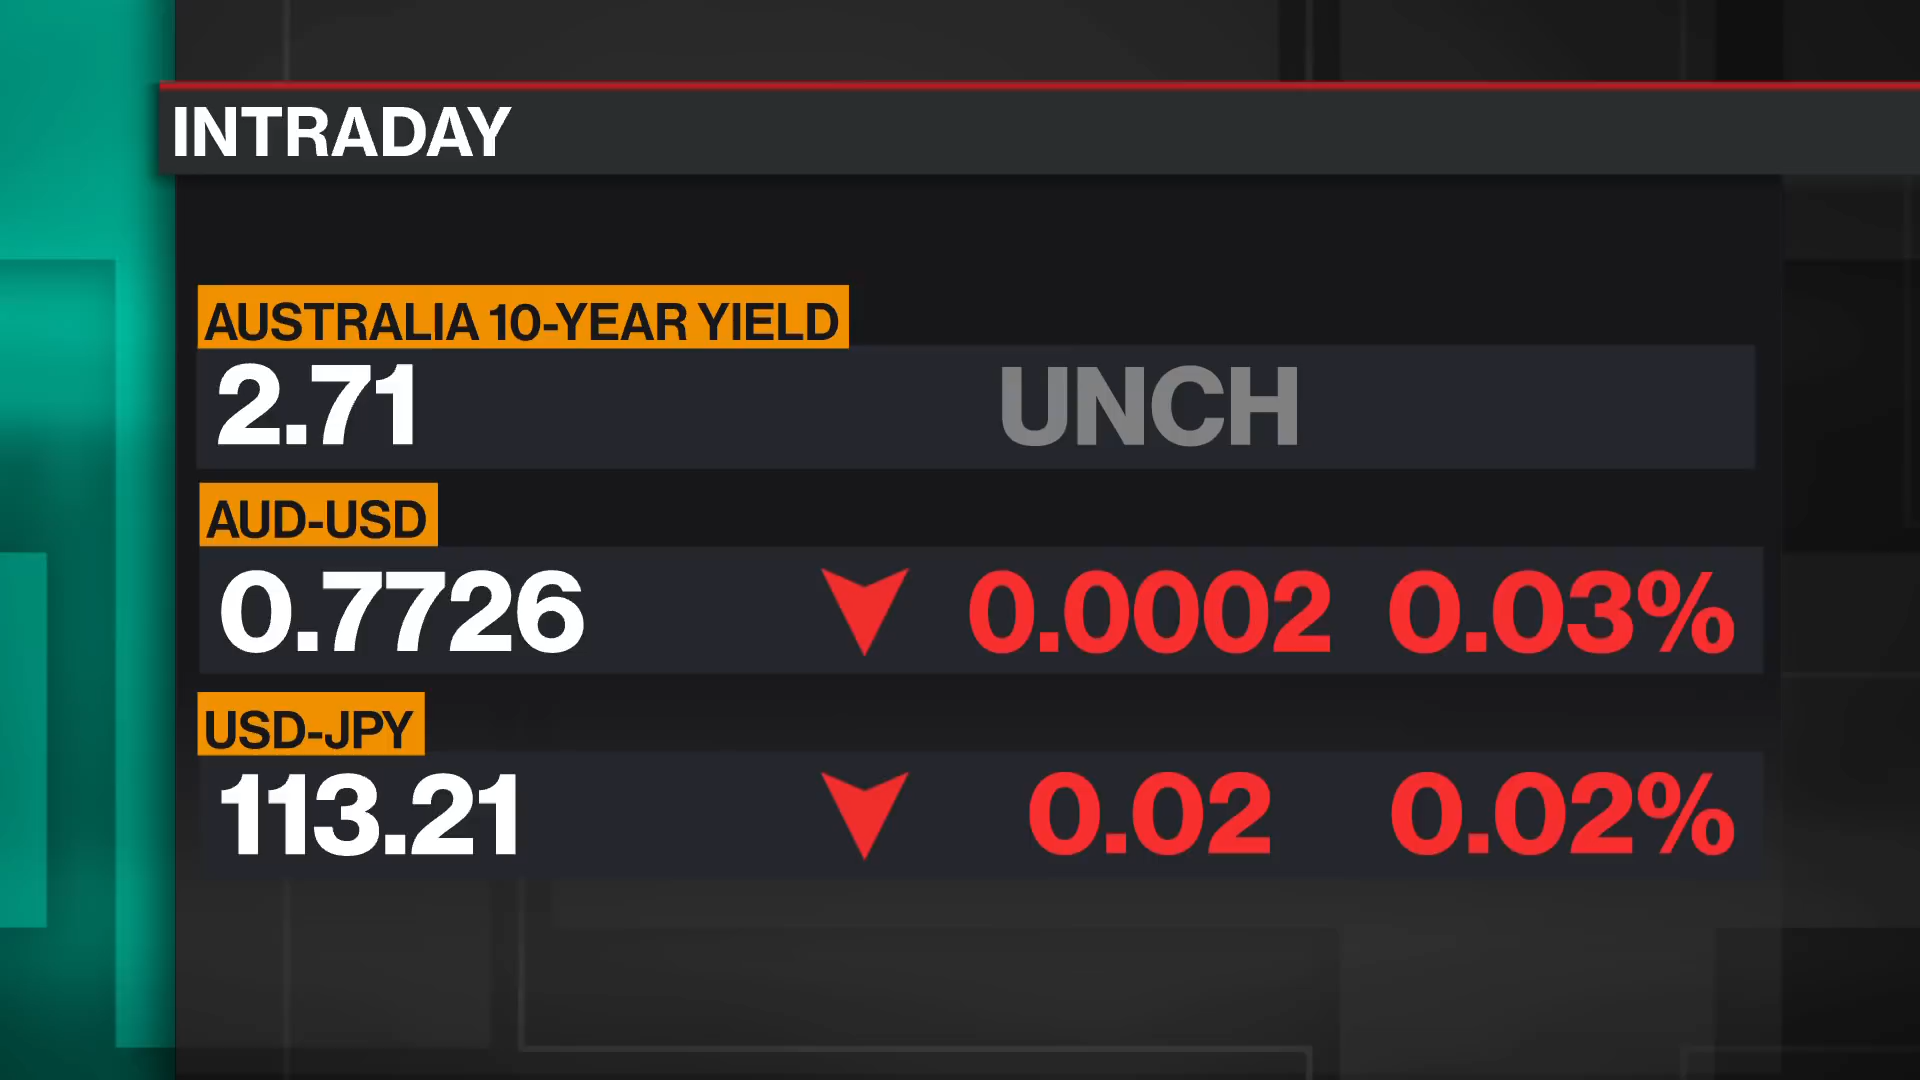 INTRADAY
AUSTRALIA 10-YEAR YIELD
2.71 UNCH
AUD-USD
0.7726 0.0002 0.03%
USD-JPY
113.21 0.02 0.02%